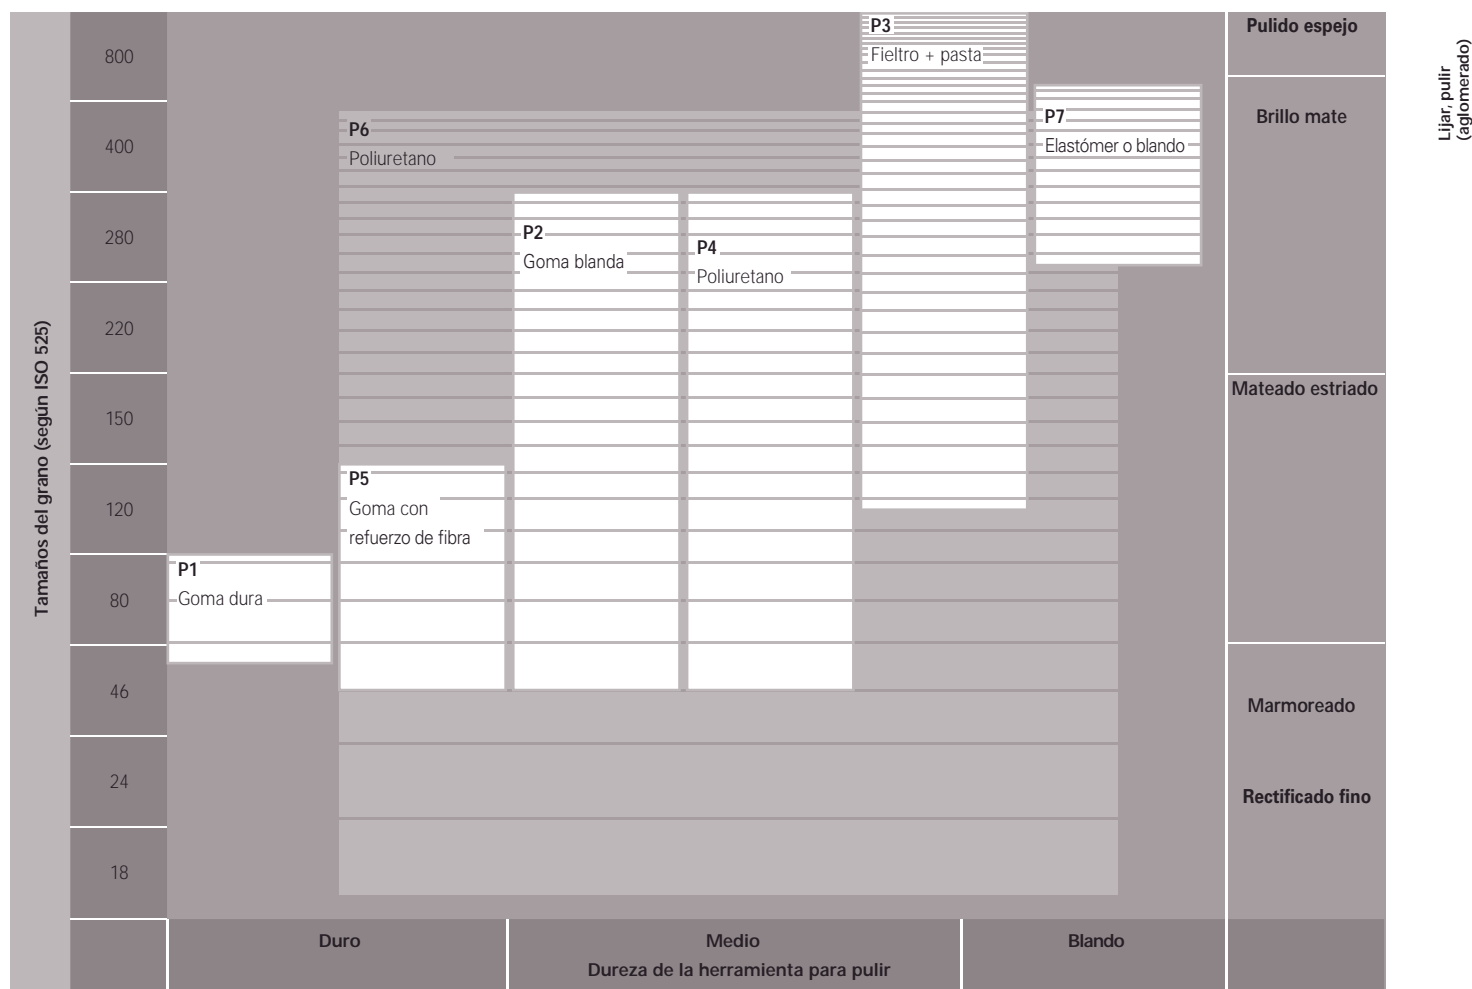 Tamaños del grano (según ISO 525)
800
400
280
220
150
120
80
46
24
18
P1
Goma dura
P5
Goma con
refuerzo de fibra
P6
Poliuretano
P2
Goma blanda
P4
Poliuretano
P3
Fieltro + pasta
P7
Elastómer o blando
Pulido espejo
Brillo mate
Mateado estriado
Marmoreado
Rectificado fino
Duro
Medio
Blando
Dureza de la herramienta para pulir
Lijar, pulir
(aglomerado)